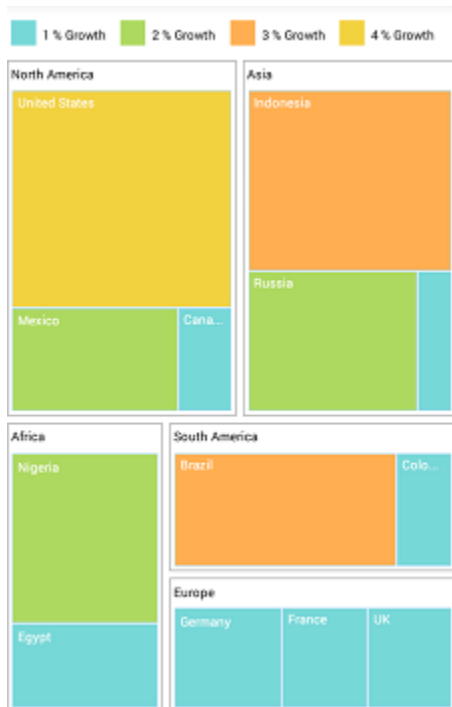 1 % Growth 2 % Growth 3 % Growth 4 % Growth
North America
United States
Mexico
Cana...
Asia
Indonesia
Russia
Africa
Nigeria
Egypt
South America
Brazil
Colo...
Europe
Germany
France
UK